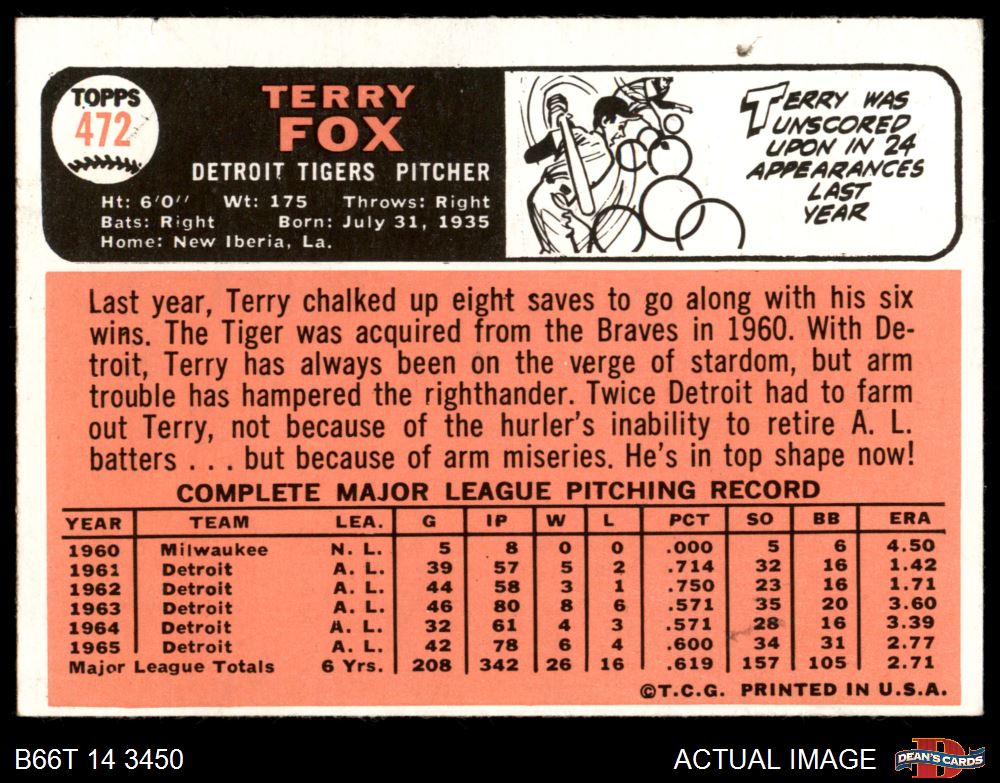 TOPPS
472
TERRY
FOX
DETROIT TIGERS PITCHER
Ht: 6'0" Wt: 175 Throws: Right
Bats: Right Born: July 31, 1935
Home: New Iberia, La.
TERRY WAS
UNSCORED
UPON IN 24
APPEARANCES
LAST
YEAR
Last year, Terry chalked up eight saves to go along with his six
wins. The Tiger was acquired from the Braves in 1960. With De-
troit, Terry has always been on the verge of stardom, but arm
trouble has hampered the righthander. Twice Detroit had to farm
out Terry, not because of the hurler's inability to retire A. L.
batters . . . but because of arm miseries. He's in top shape now!
COMPLETE MAJOR LEAGUE PITCHING RECORD
YEAR TEAM LEA. G IP W L PCT SO BB ERA
1960 Milwaukee N. L. 5 8 0 0 .000 5 6 4.50
1961 Detroit A. L. 39 57 5 2 .714 32 16 1.42
1962 Detroit A. L. 44 58 3 1 .750 23 16 1.71
1963 Detroit A. L. 46 80 8 6 .571 35 20 3.60
1964 Detroit A. L. 32 61 4 3 .571 28 16 3.39
1965 Detroit A. L. 42 78 6 4 .600 34 31 2.77
Major League Totals 6 Yrs. 208 342 26 16 .619 157 105 2.71
©T.C.G. PRINTED IN U.S.A.
B66T 14 3450
ACTUAL IMAGE
D
DEAN'S CARDS